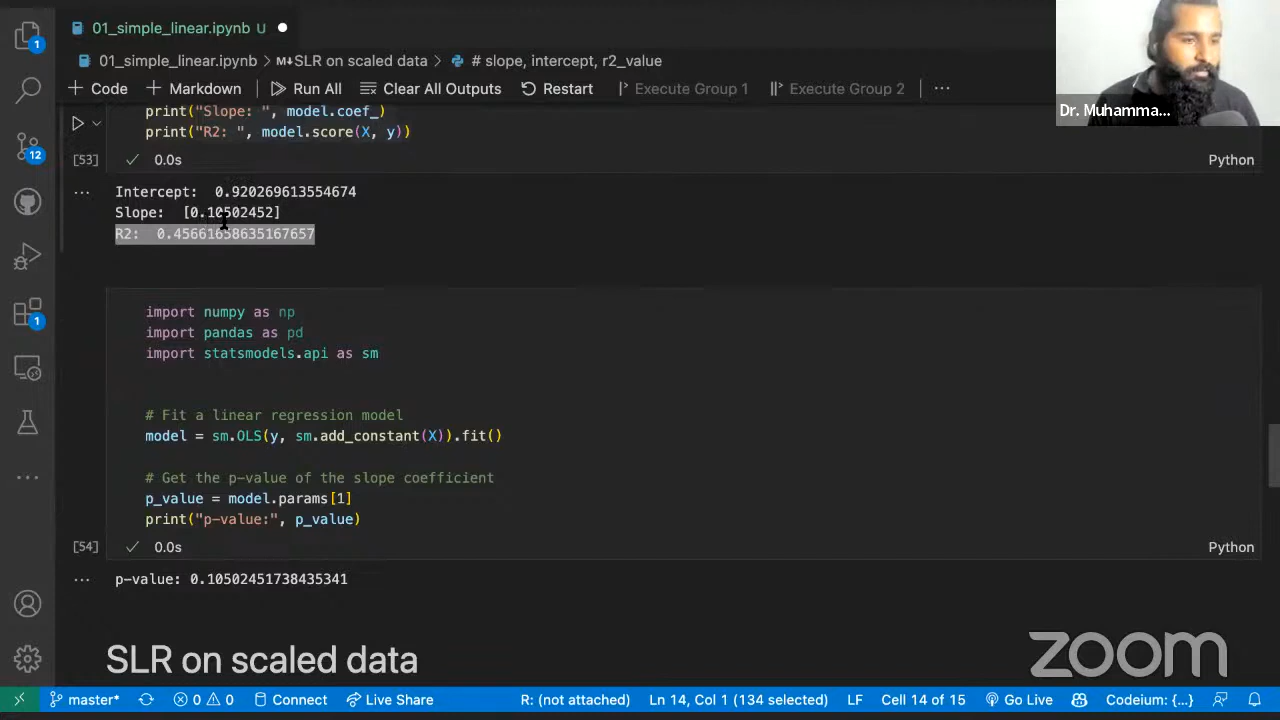 01_simple_linear.ipynb U
01_simple_linear.ipynb > M↓SLR on scaled data > # slope, intercept, r2_value
+ Code + Markdown Run All Clear All Outputs Restart Execute Group 1 Execute Group 2 ...
Dr. Muhamma...
print("Slope: ", model.coef_)
print("R2: ", model.score(X, y))
[53] ✓ 0.0s Python
... Intercept: 0.920269613554674
Slope: [0.10502452]
R2: 0.45661658635167657
import numpy as np
import pandas as pd
import statsmodels.api as sm
# Fit a linear regression model
model = sm.OLS(y, sm.add_constant(X)).fit()
# Get the p-value of the slope coefficient
p_value = model.params[1]
print("p-value:", p_value)
[54] ✓ 0.0s Python
... p-value: 0.10502451738435341
SLR on scaled data
zoom
1
12
1
master* 0 0 Connect Live Share R: (not attached) Ln 14, Col 1 (134 selected) LF Cell 14 of 15 Go Live Codeium: {...}